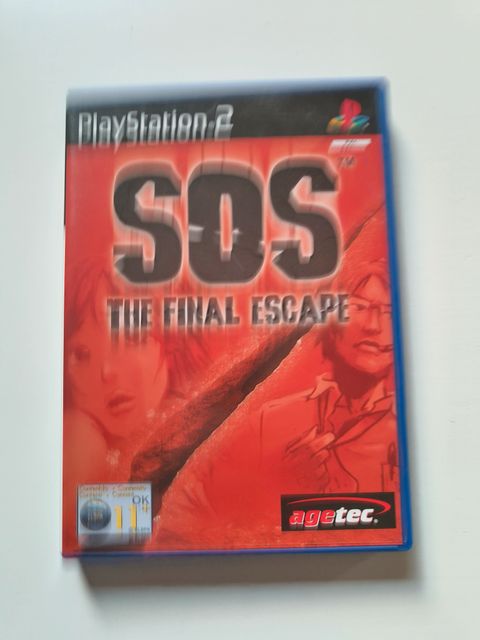 PlayStation 2
SOS
THE FINAL ESCAPE
OK
11+
agetec